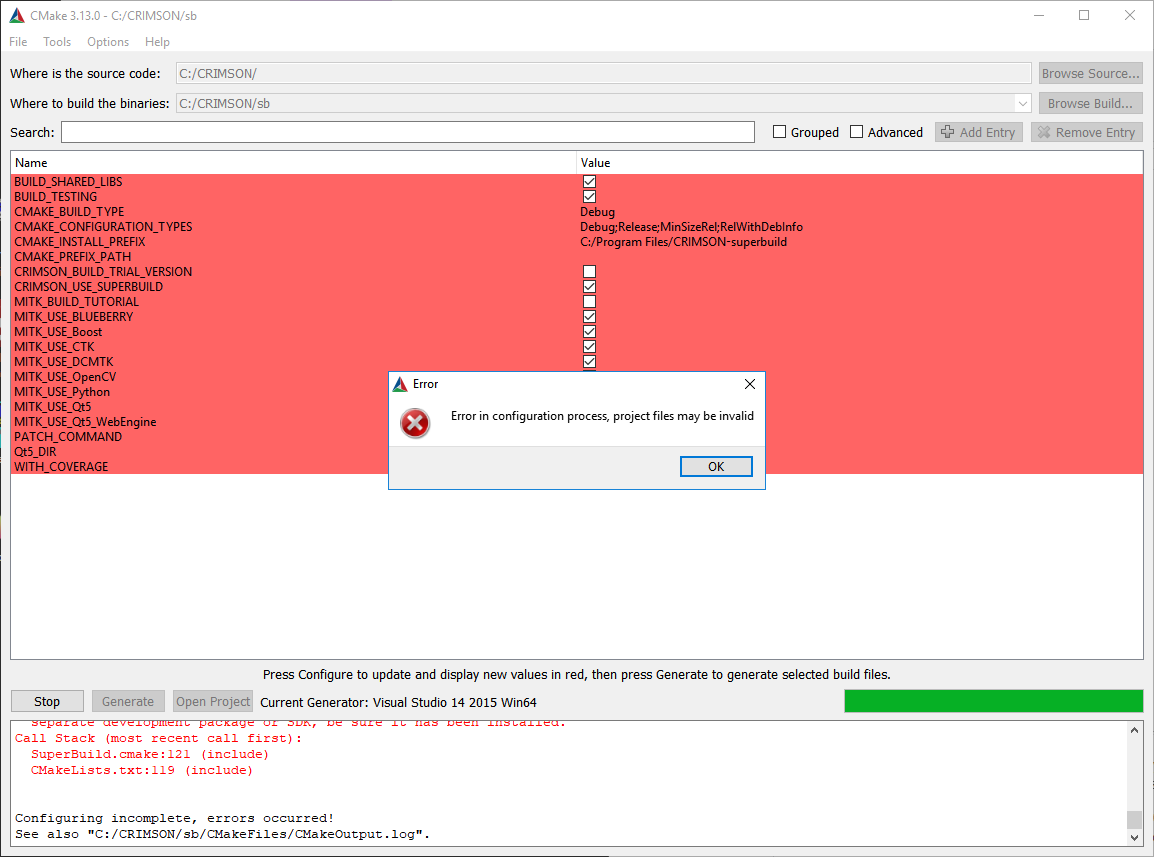 CMake 3.13.0 - C:/CRIMSON/sb
File Tools Options Help
Where is the source code: C:/CRIMSON/ Browse Source...
Where to build the binaries: C:/CRIMSON/sb Browse Build...
Search: Grouped Advanced Add Entry Remove Entry
Name Value
BUILD_SHARED_LIBS
BUILD_TESTING
CMAKE_BUILD_TYPE Debug
CMAKE_CONFIGURATION_TYPES Debug;Release;MinSizeRel;RelWithDebInfo
CMAKE_INSTALL_PREFIX C:/Program Files/CRIMSON-superbuild
CMAKE_PREFIX_PATH
CRIMSON_BUILD_TRIAL_VERSION
CRIMSON_USE_SUPERBUILD
MITK_BUILD_TUTORIAL
MITK_USE_BLUEBERRY
MITK_USE_Boost
MITK_USE_CTK
MITK_USE_DCMTK
MITK_USE_OpenCV
MITK_USE_Python
MITK_USE_Qt5
MITK_USE_Qt5_WebEngine
PATCH_COMMAND
Qt5_DIR
WITH_COVERAGE
Error
Error in configuration process, project files may be invalid
OK
Press Configure to update and display new values in red, then press Generate to generate selected build files.
Stop Generate Open Project Current Generator: Visual Studio 14 2015 Win64
separate development package or SDK, be sure it has been installed.
Call Stack (most recent call first):
SuperBuild.cmake:121 (include)
CMakeLists.txt:119 (include)
Configuring incomplete, errors occurred!
See also "C:/CRIMSON/sb/CMakeFiles/CMakeOutput.log".